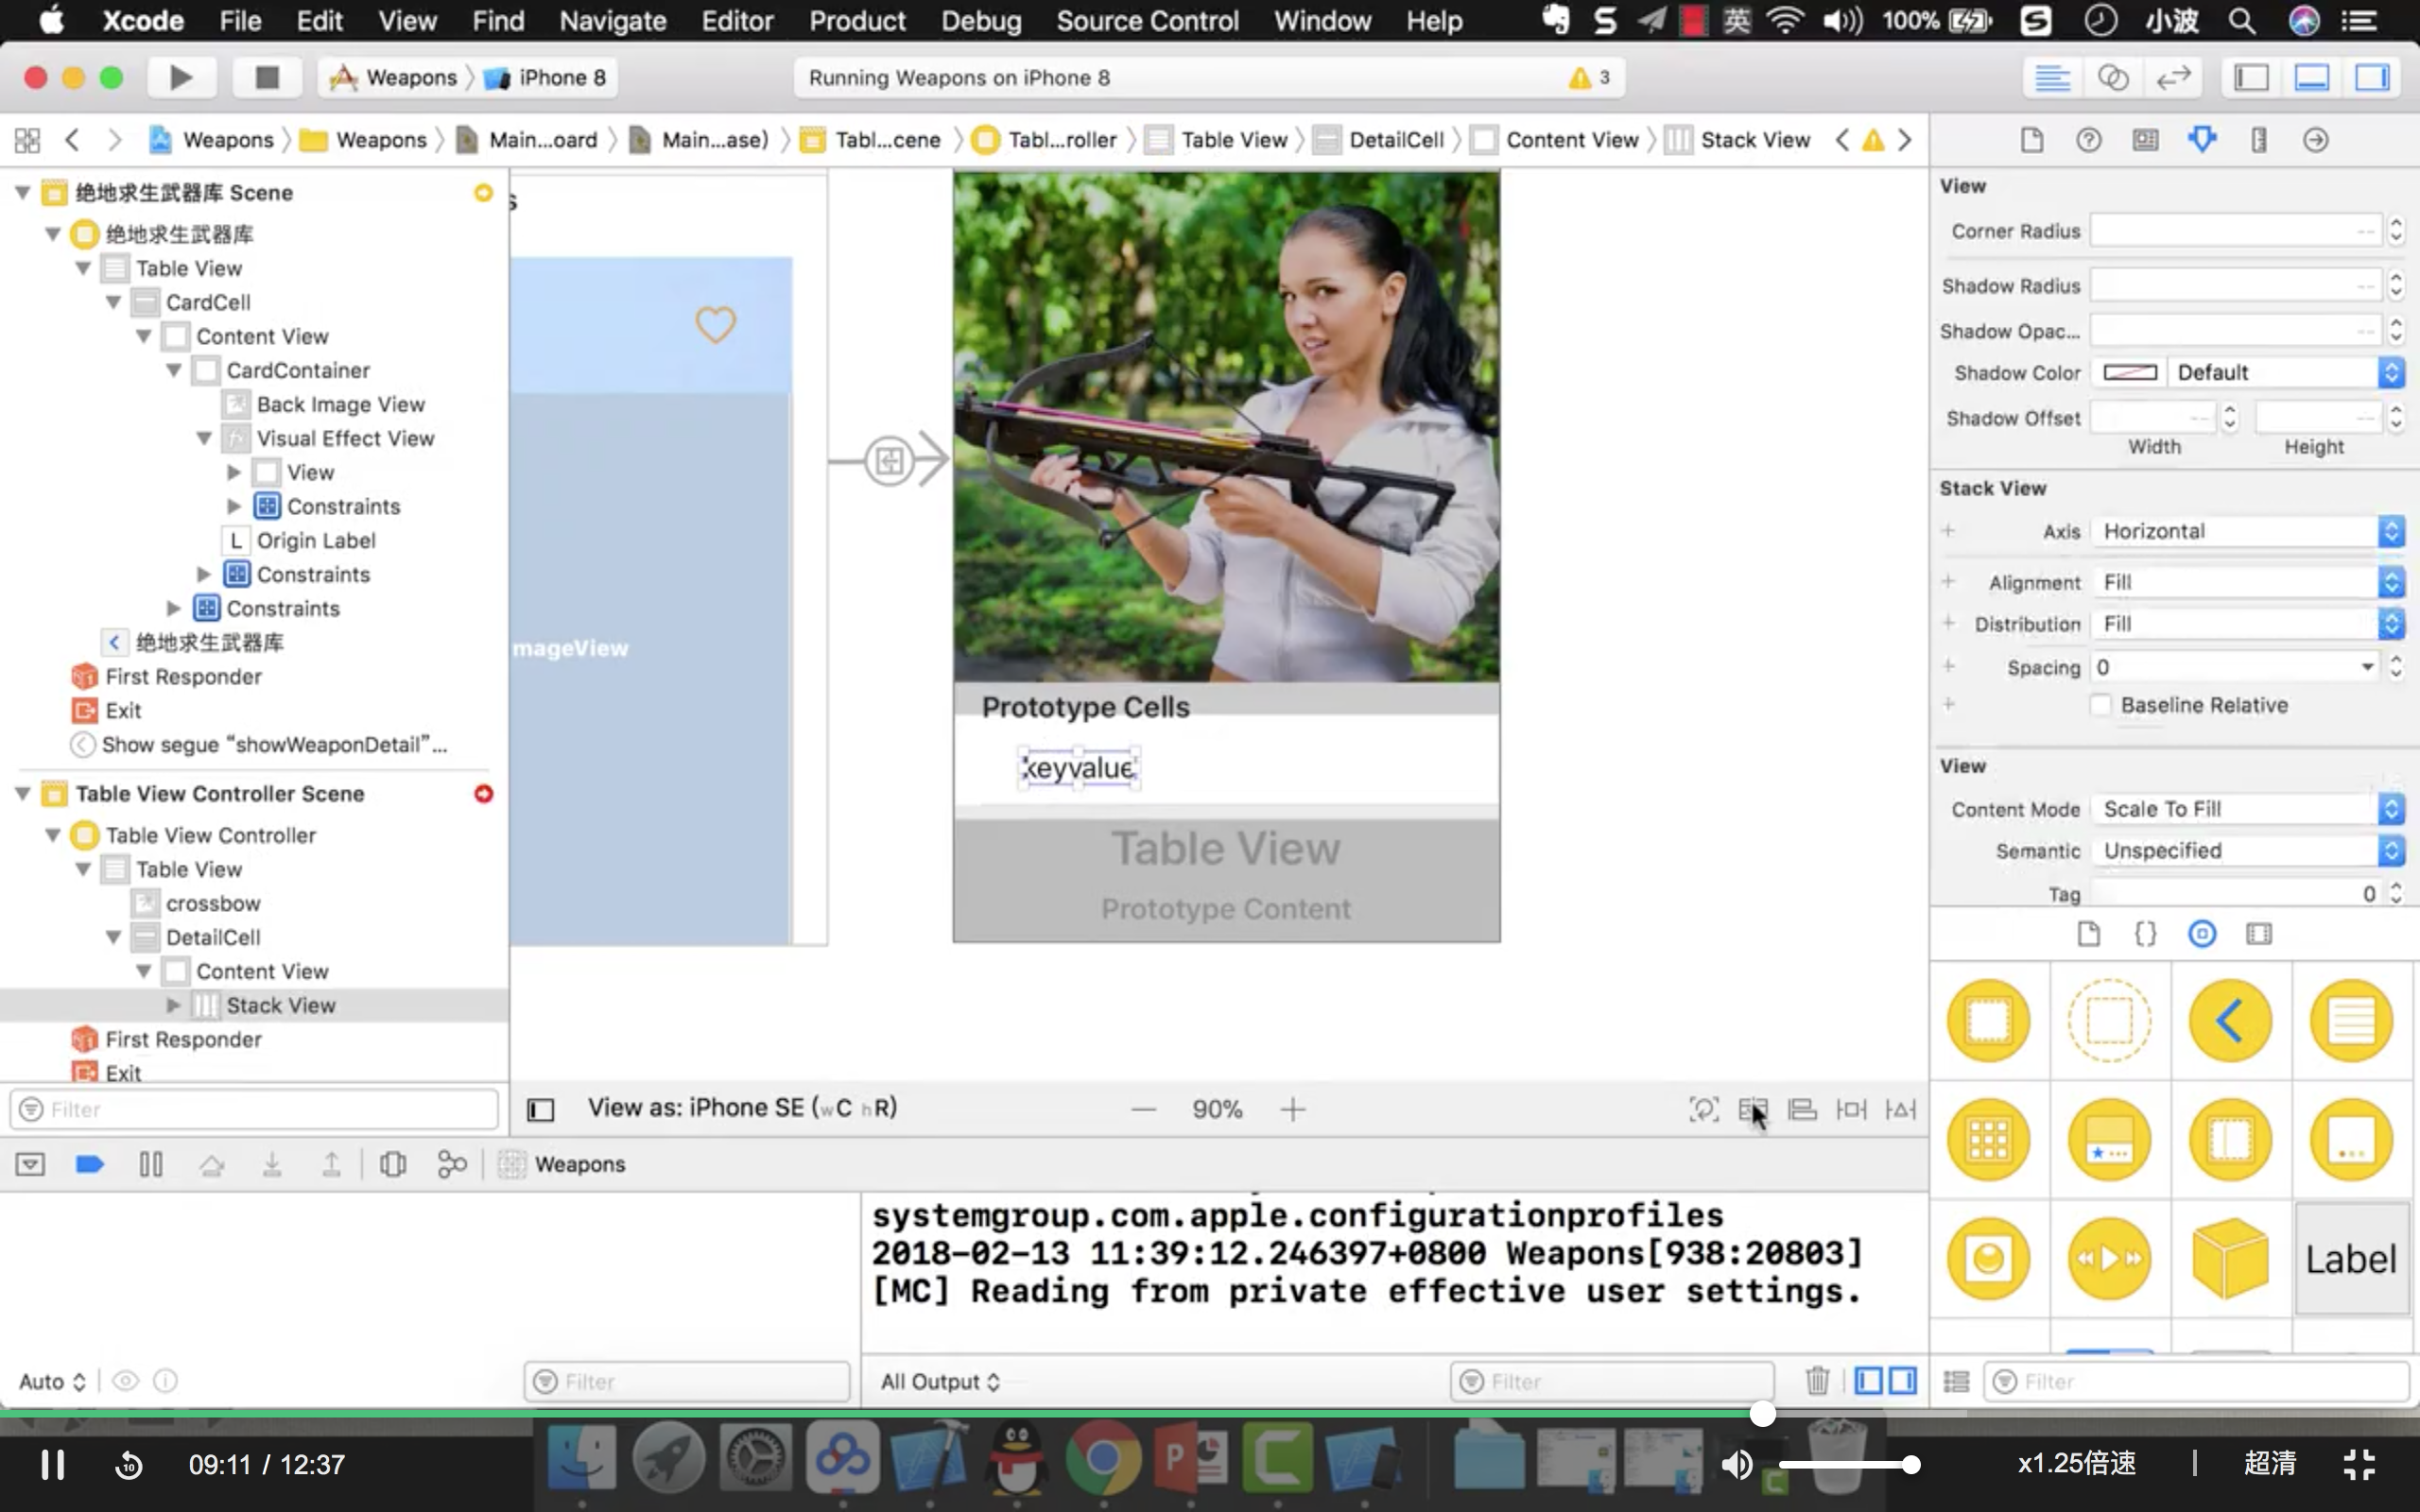 Xcode File Edit View Find Navigate Editor Product Debug Source Control Window Help 英 100% 小波
Weapons iPhone 8 Running Weapons on iPhone 8 3
Weapons Weapons Main...oard Main...ase) Tabl...cene Tabl...roller Table View DetailCell Content View Stack View
绝地求生武器库 Scene
绝地求生武器库
Table View
CardCell
Content View
CardContainer
Back Image View
Visual Effect View
View
Constraints
L Origin Label
Constraints
Constraints
绝地求生武器库
First Responder
Exit
Show segue “showWeaponDetail”...
Table View Controller Scene
Table View Controller
Table View
crossbow
DetailCell
Content View
Stack View
First Responder
Exit
Filter
s
mageView
Prototype Cells
keyvalue
Table View
Prototype Content
View as: iPhone SE (wC hR) 90%
View
Corner Radius
Shadow Radius
Shadow Opac...
Shadow Color Default
Shadow Offset
Width Height
Stack View
Axis Horizontal
Alignment Fill
Distribution Fill
Spacing 0
Baseline Relative
View
Content Mode Scale To Fill
Semantic Unspecified
Tag 0
Label
Weapons
systemgroup.com.apple.configurationprofiles
2018-02-13 11:39:12.246397+0800 Weapons[938:20803]
[MC] Reading from private effective user settings.
Auto Filter All Output Filter Filter
09:11 / 12:37 x1.25倍速 | 超清